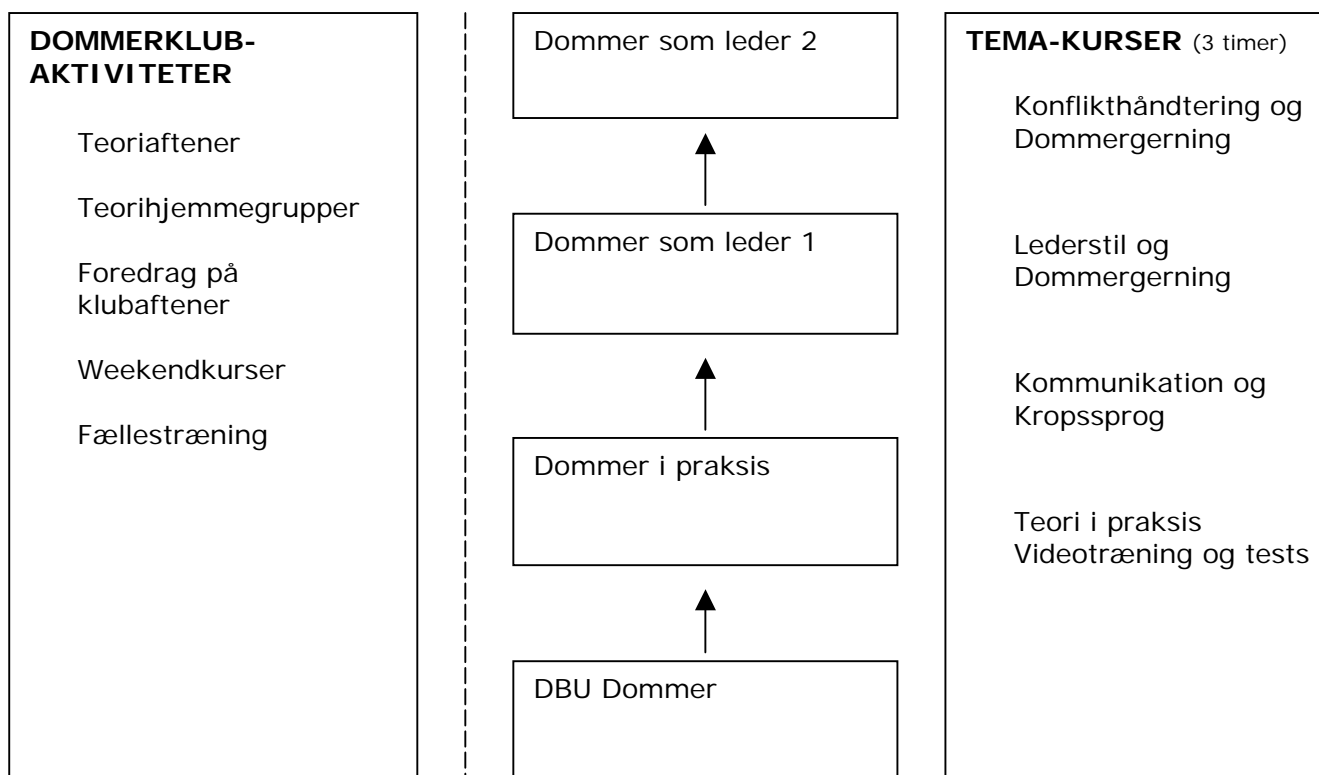 DOMMERKLUB-
AKTIVITETER
Teoriaftener
Teorihjemmegrupper
Foredrag på
klubaftener
Weekendkurser
Fællestræning
Dommer som leder 2
Dommer som leder 1
Dommer i praksis
DBU Dommer
TEMA-KURSER (3 timer)
Konflikthåndtering og
Dommergerning
Lederstil og
Dommergerning
Kommunikation og
Kropssprog
Teori i praksis
Videotræning og tests